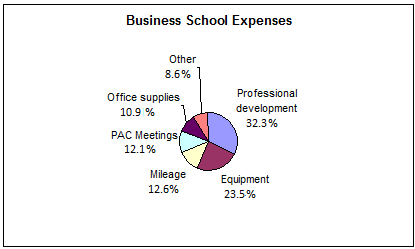 Business School Expenses
Other
8.6%
Professional
development
32.3%
Office supplies
10.9 %
PAC Meetings
12.1%
Mileage
12.6%
Equipment
23.5%